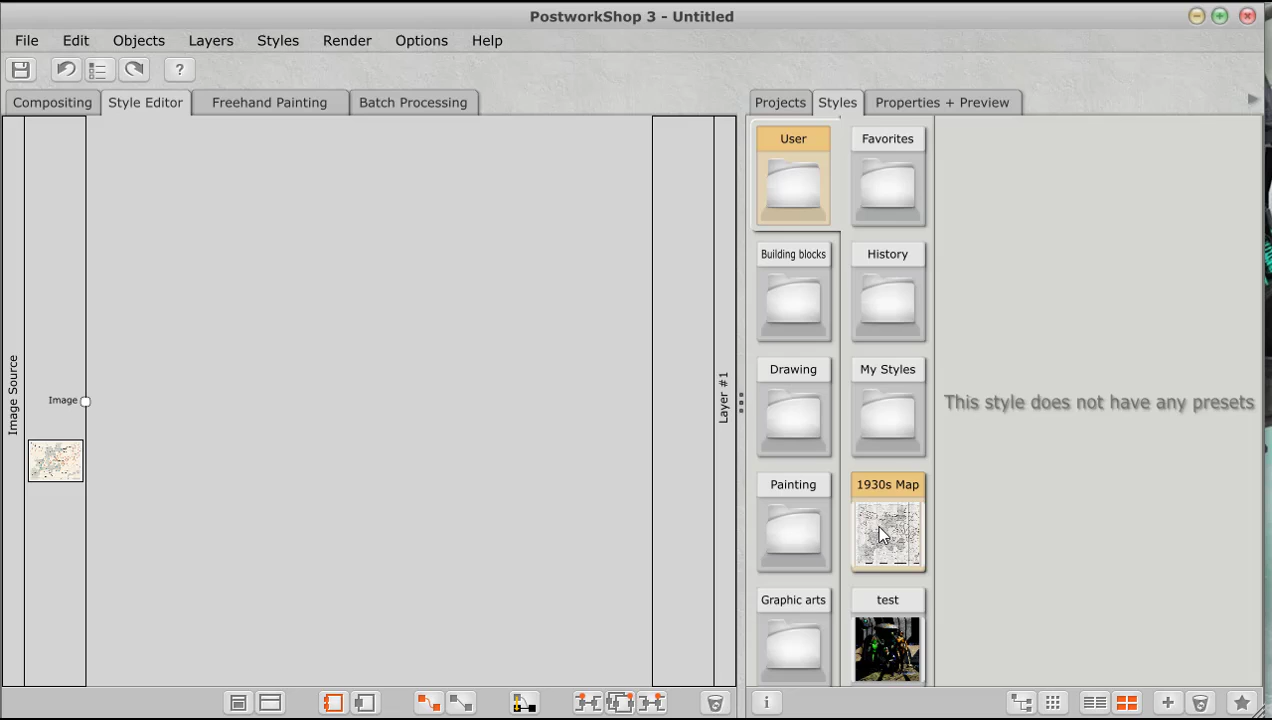 PostworkShop 3 - Untitled
File Edit Objects Layers Styles Render Options Help
?
Compositing Style Editor Freehand Painting Batch Processing Projects Styles Properties + Preview
User Favorites
Building blocks History
Drawing My Styles
Painting 1930s Map
Graphic arts test
Image Source
Image
Layer #1
This style does not have any presets